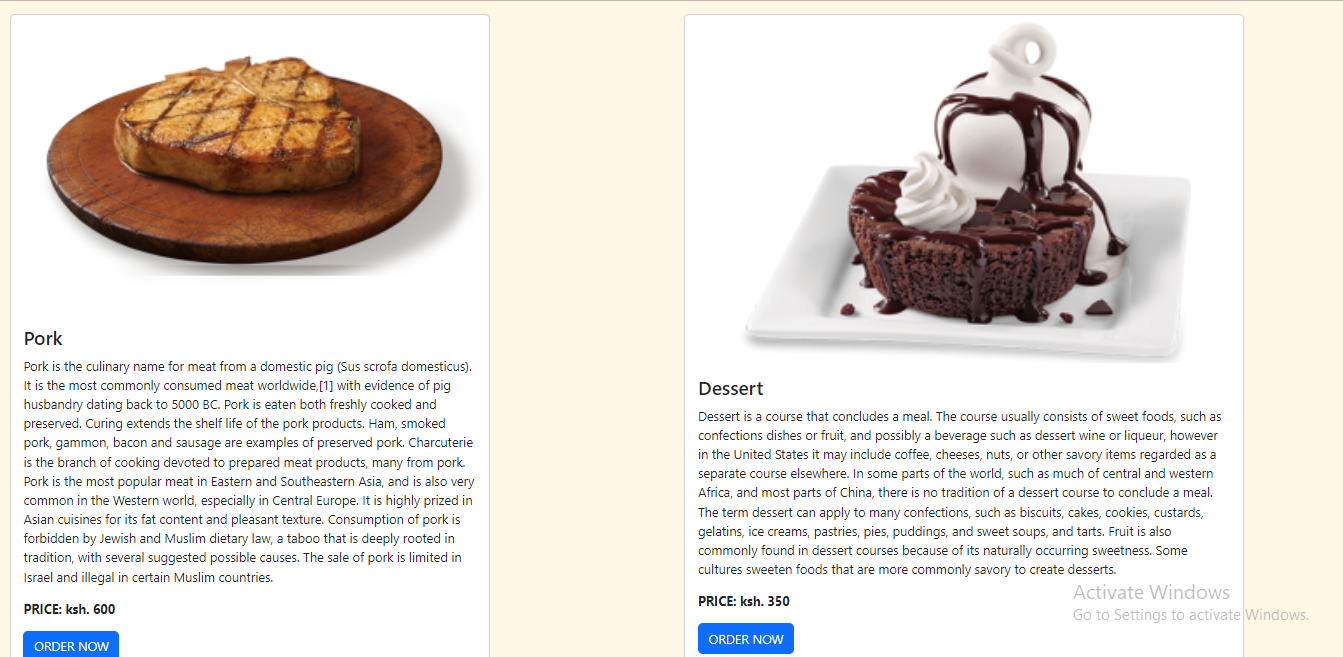 Pork
Pork is the culinary name for meat from a domestic pig (Sus scrofa domesticus).
It is the most commonly consumed meat worldwide,[1] with evidence of pig
husbandry dating back to 5000 BC. Pork is eaten both freshly cooked and
preserved. Curing extends the shelf life of the pork products. Ham, smoked
pork, gammon, bacon and sausage are examples of preserved pork. Charcuterie
is the branch of cooking devoted to prepared meat products, many from pork.
Pork is the most popular meat in Eastern and Southeastern Asia, and is also very
common in the Western world, especially in Central Europe. It is highly prized in
Asian cuisines for its fat content and pleasant texture. Consumption of pork is
forbidden by Jewish and Muslim dietary law, a taboo that is deeply rooted in
tradition, with several suggested possible causes. The sale of pork is limited in
Israel and illegal in certain Muslim countries.
PRICE: ksh. 600
ORDER NOW
Dessert
Dessert is a course that concludes a meal. The course usually consists of sweet foods, such as
confections dishes or fruit, and possibly a beverage such as dessert wine or liqueur, however
in the United States it may include coffee, cheeses, nuts, or other savory items regarded as a
separate course elsewhere. In some parts of the world, such as much of central and western
Africa, and most parts of China, there is no tradition of a dessert course to conclude a meal.
The term dessert can apply to many confections, such as biscuits, cakes, cookies, custards,
gelatins, ice creams, pastries, pies, puddings, and sweet soups, and tarts. Fruit is also
commonly found in dessert courses because of its naturally occurring sweetness. Some
cultures sweeten foods that are more commonly savory to create desserts.
PRICE: ksh. 350
ORDER NOW
Activate Windows
Go to Settings to activate Windows.